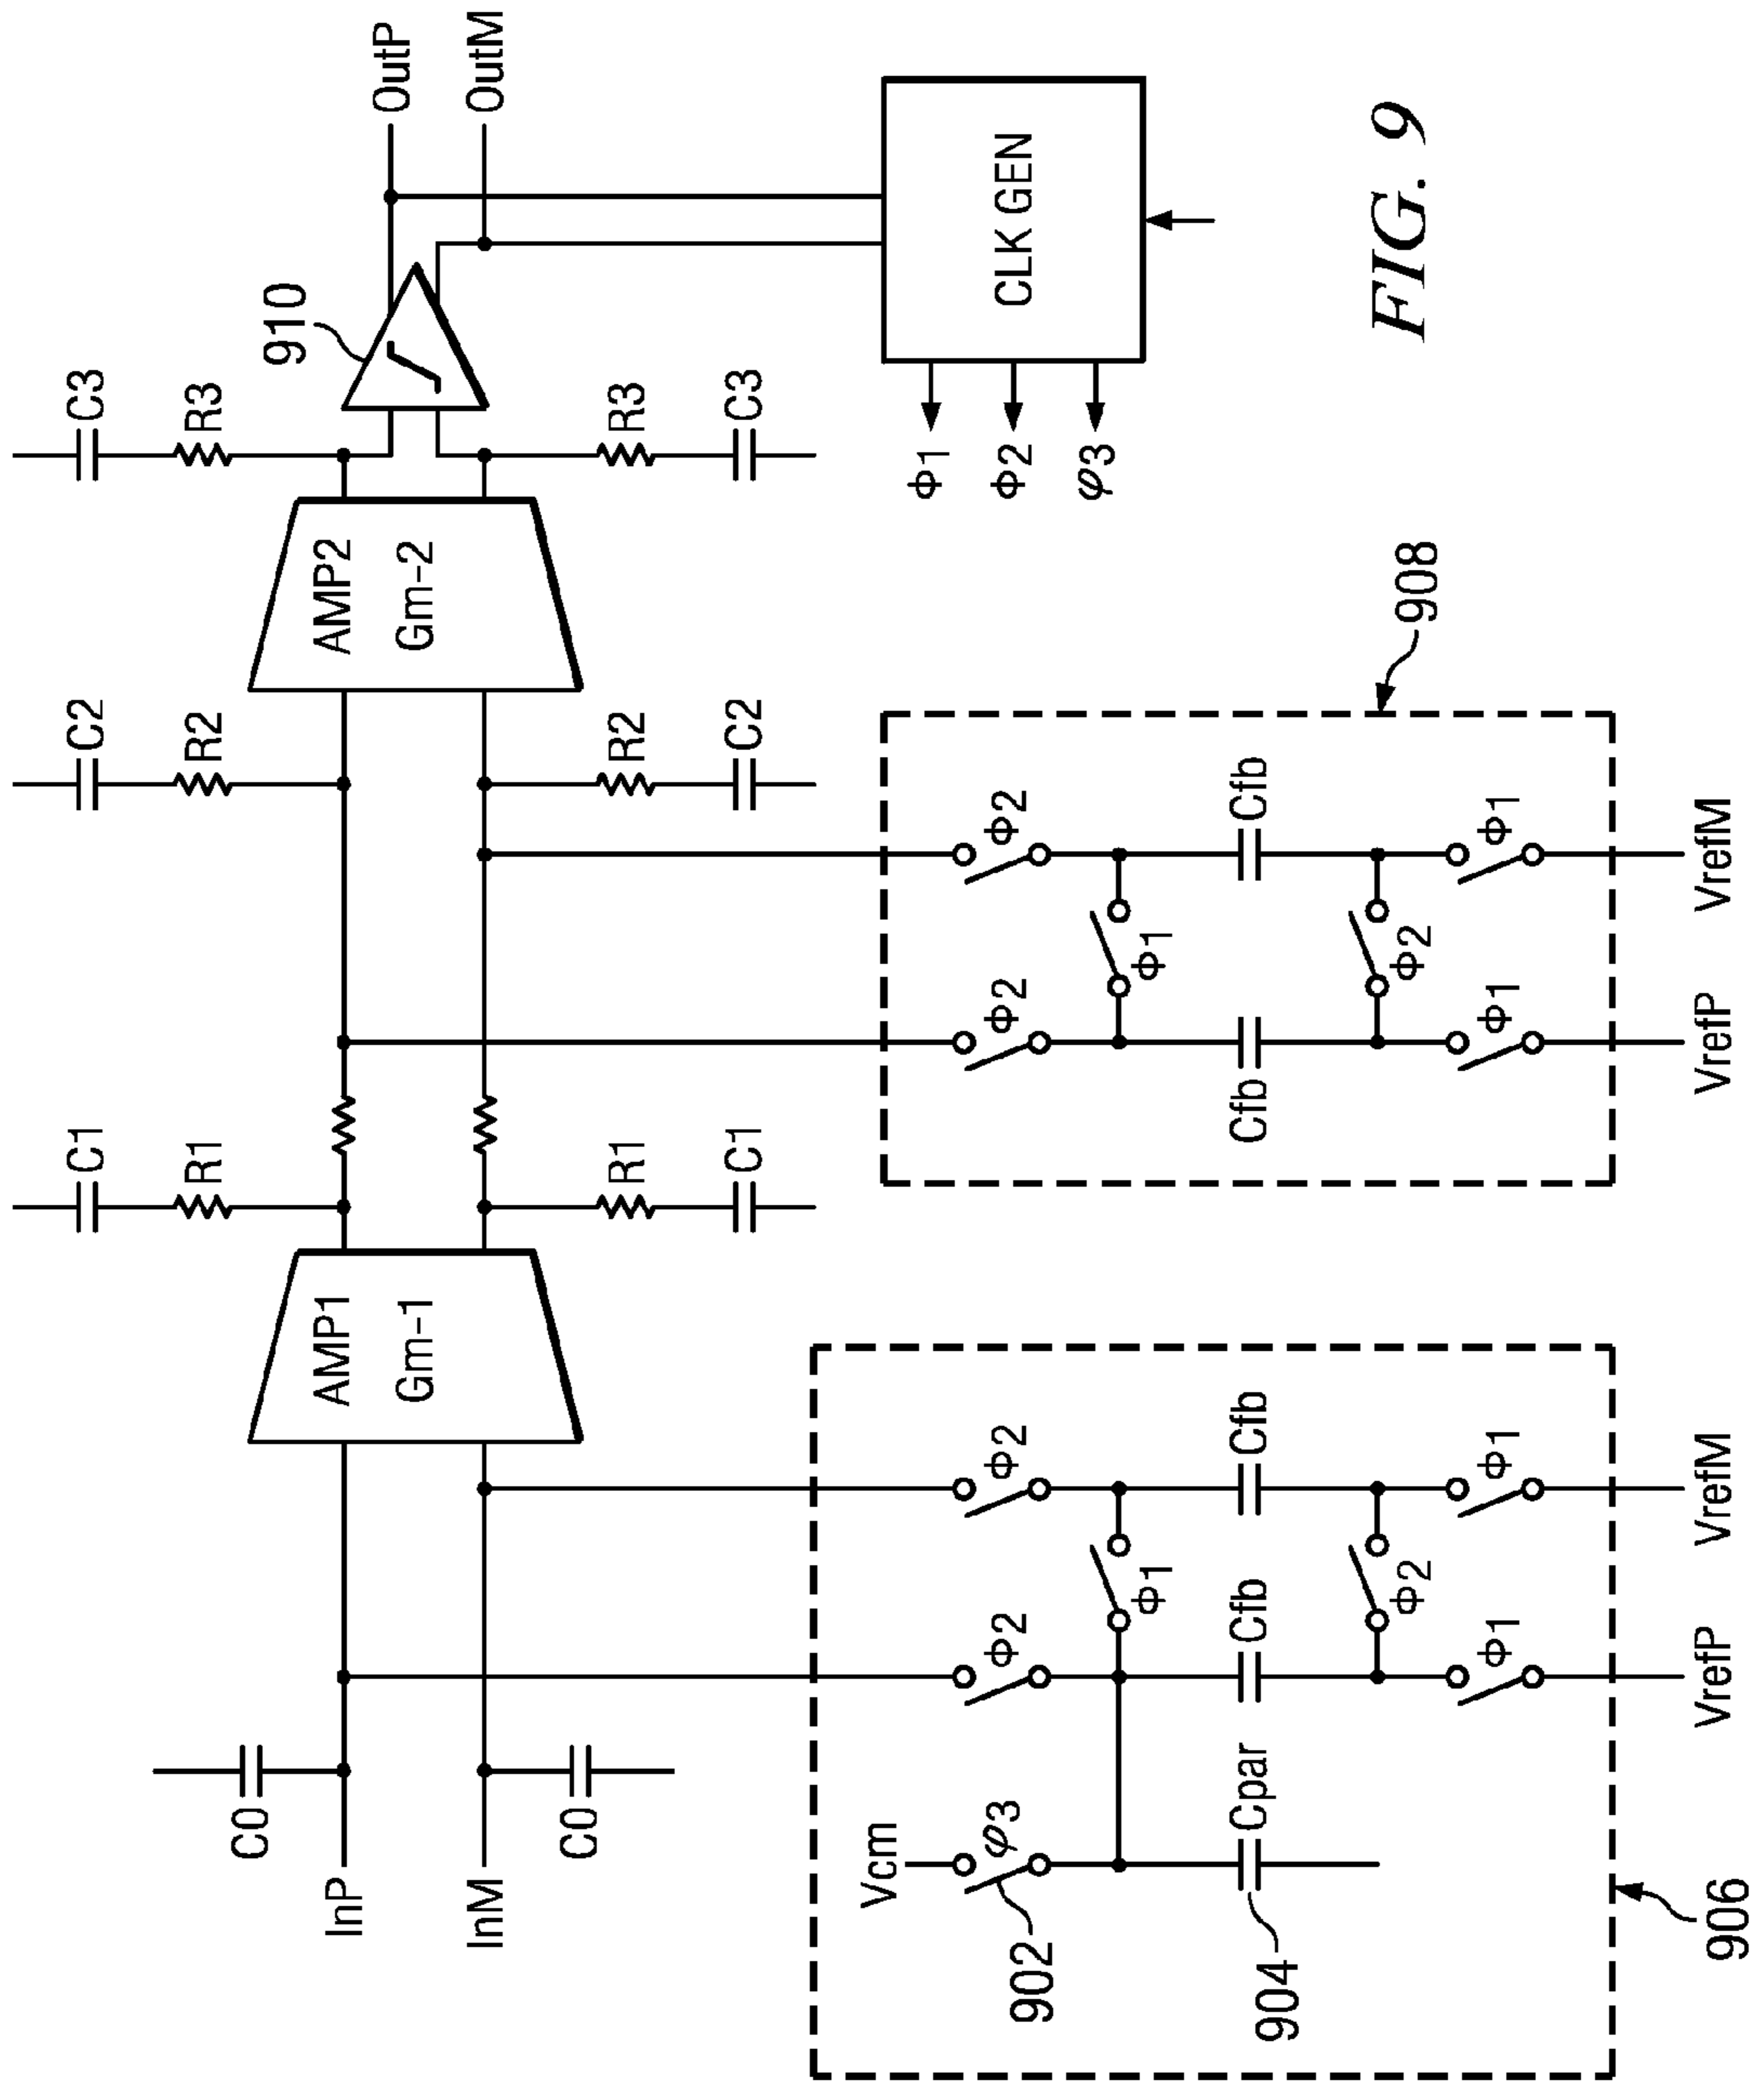 C1
C2
C3
C0
R1
R2
R3
910
InP
AMP1
AMP2
OutP
InM
Gm-1
Gm-2
OutM
C0
R1
R2
R3
C1
C2
C3
Vcm
902
φ3
Φ2
Φ2
Φ2
Φ2
Φ1
Φ2
φ3
CLK GEN
Φ1
Φ1
904
Cpar
Cfb
Cfb
Cfb
Cfb
Φ2
Φ2
908
Φ1
Φ1
Φ1
Φ1
906
VrefP
VrefM
VrefP
VrefM
FIG. 9